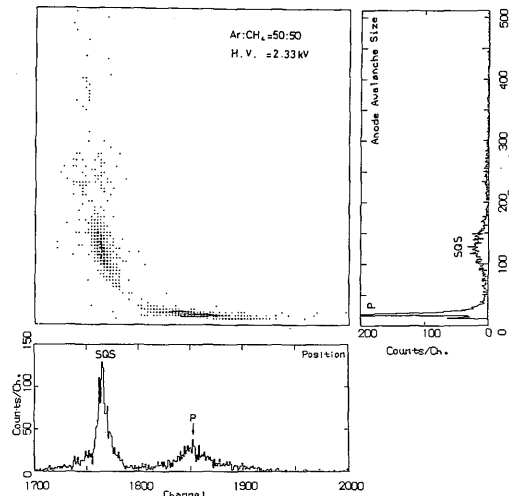 Ar:CH₄=50:50
H.V. =2.33kV
Anode Avalanche Size
500
400
300
200
100
0
SQS
P
200
100
0
Counts/Ch.
150
100
50
0
Counts/Ch.
SQS
Position
P
1700
1800
1900
2000
Channel